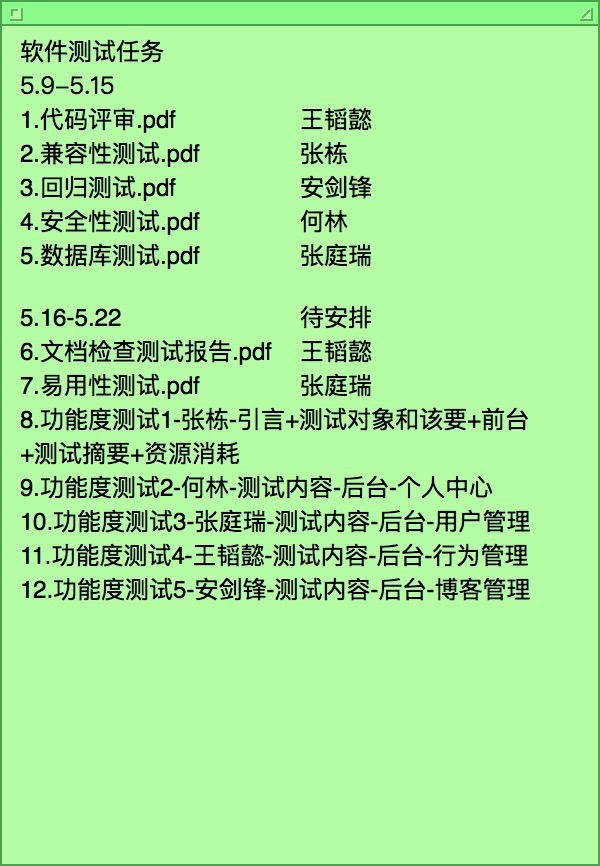 软件测试任务
5.9–5.15
1.代码评审.pdf 王韬懿
2.兼容性测试.pdf 张栋
3.回归测试.pdf 安剑锋
4.安全性测试.pdf 何林
5.数据库测试.pdf 张庭瑞
5.16-5.22 待安排
6.文档检查测试报告.pdf 王韬懿
7.易用性测试.pdf 张庭瑞
8.功能度测试1-张栋-引言+测试对象和该要+前台
+测试摘要+资源消耗
9.功能度测试2-何林-测试内容-后台-个人中心
10.功能度测试3-张庭瑞-测试内容-后台-用户管理
11.功能度测试4-王韬懿-测试内容-后台-行为管理
12.功能度测试5-安剑锋-测试内容-后台-博客管理